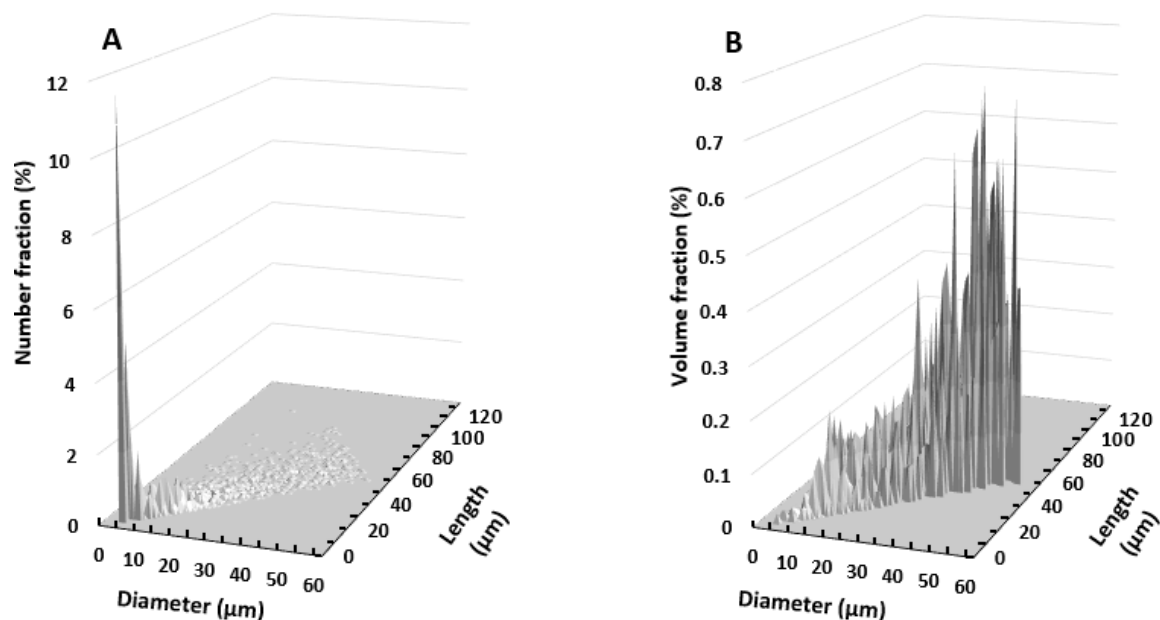 A
Number fraction (%)
12
10
8
6
4
2
0
0 10 20 30 40 50 60
Diameter (µm)
0
20
40
60
80
100
120
Length
(µm)
B
Volume fraction (%)
0.8
0.7
0.6
0.5
0.4
0.3
0.2
0.1
0
0 10 20 30 40 50 60
Diameter (µm)
0
20
40
60
80
100
120
Length
(µm)